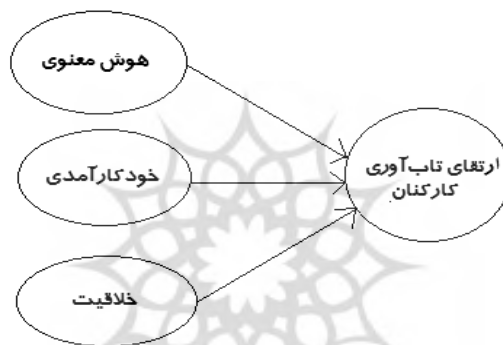 هوش معنوی
خودکارآمدی
ارتقای تاب‌آوری
کارکنان
خلاقیت